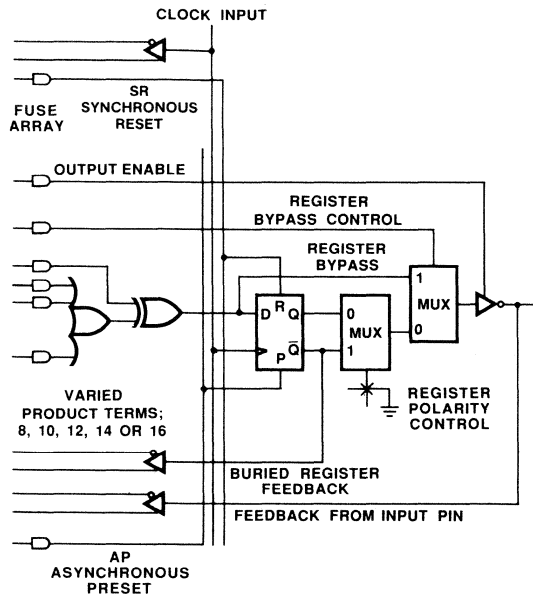 CLOCK INPUT
SR
SYNCHRONOUS
RESET
FUSE
ARRAY
OUTPUT ENABLE
REGISTER
BYPASS CONTROL
REGISTER
BYPASS
1
MUX
0
D R Q
P Q̅
0
MUX
1
REGISTER
POLARITY
CONTROL
VARIED
PRODUCT TERMS;
8, 10, 12, 14 OR 16
BURIED REGISTER
FEEDBACK
FEEDBACK FROM INPUT PIN
AP
ASYNCHRONOUS
PRESET